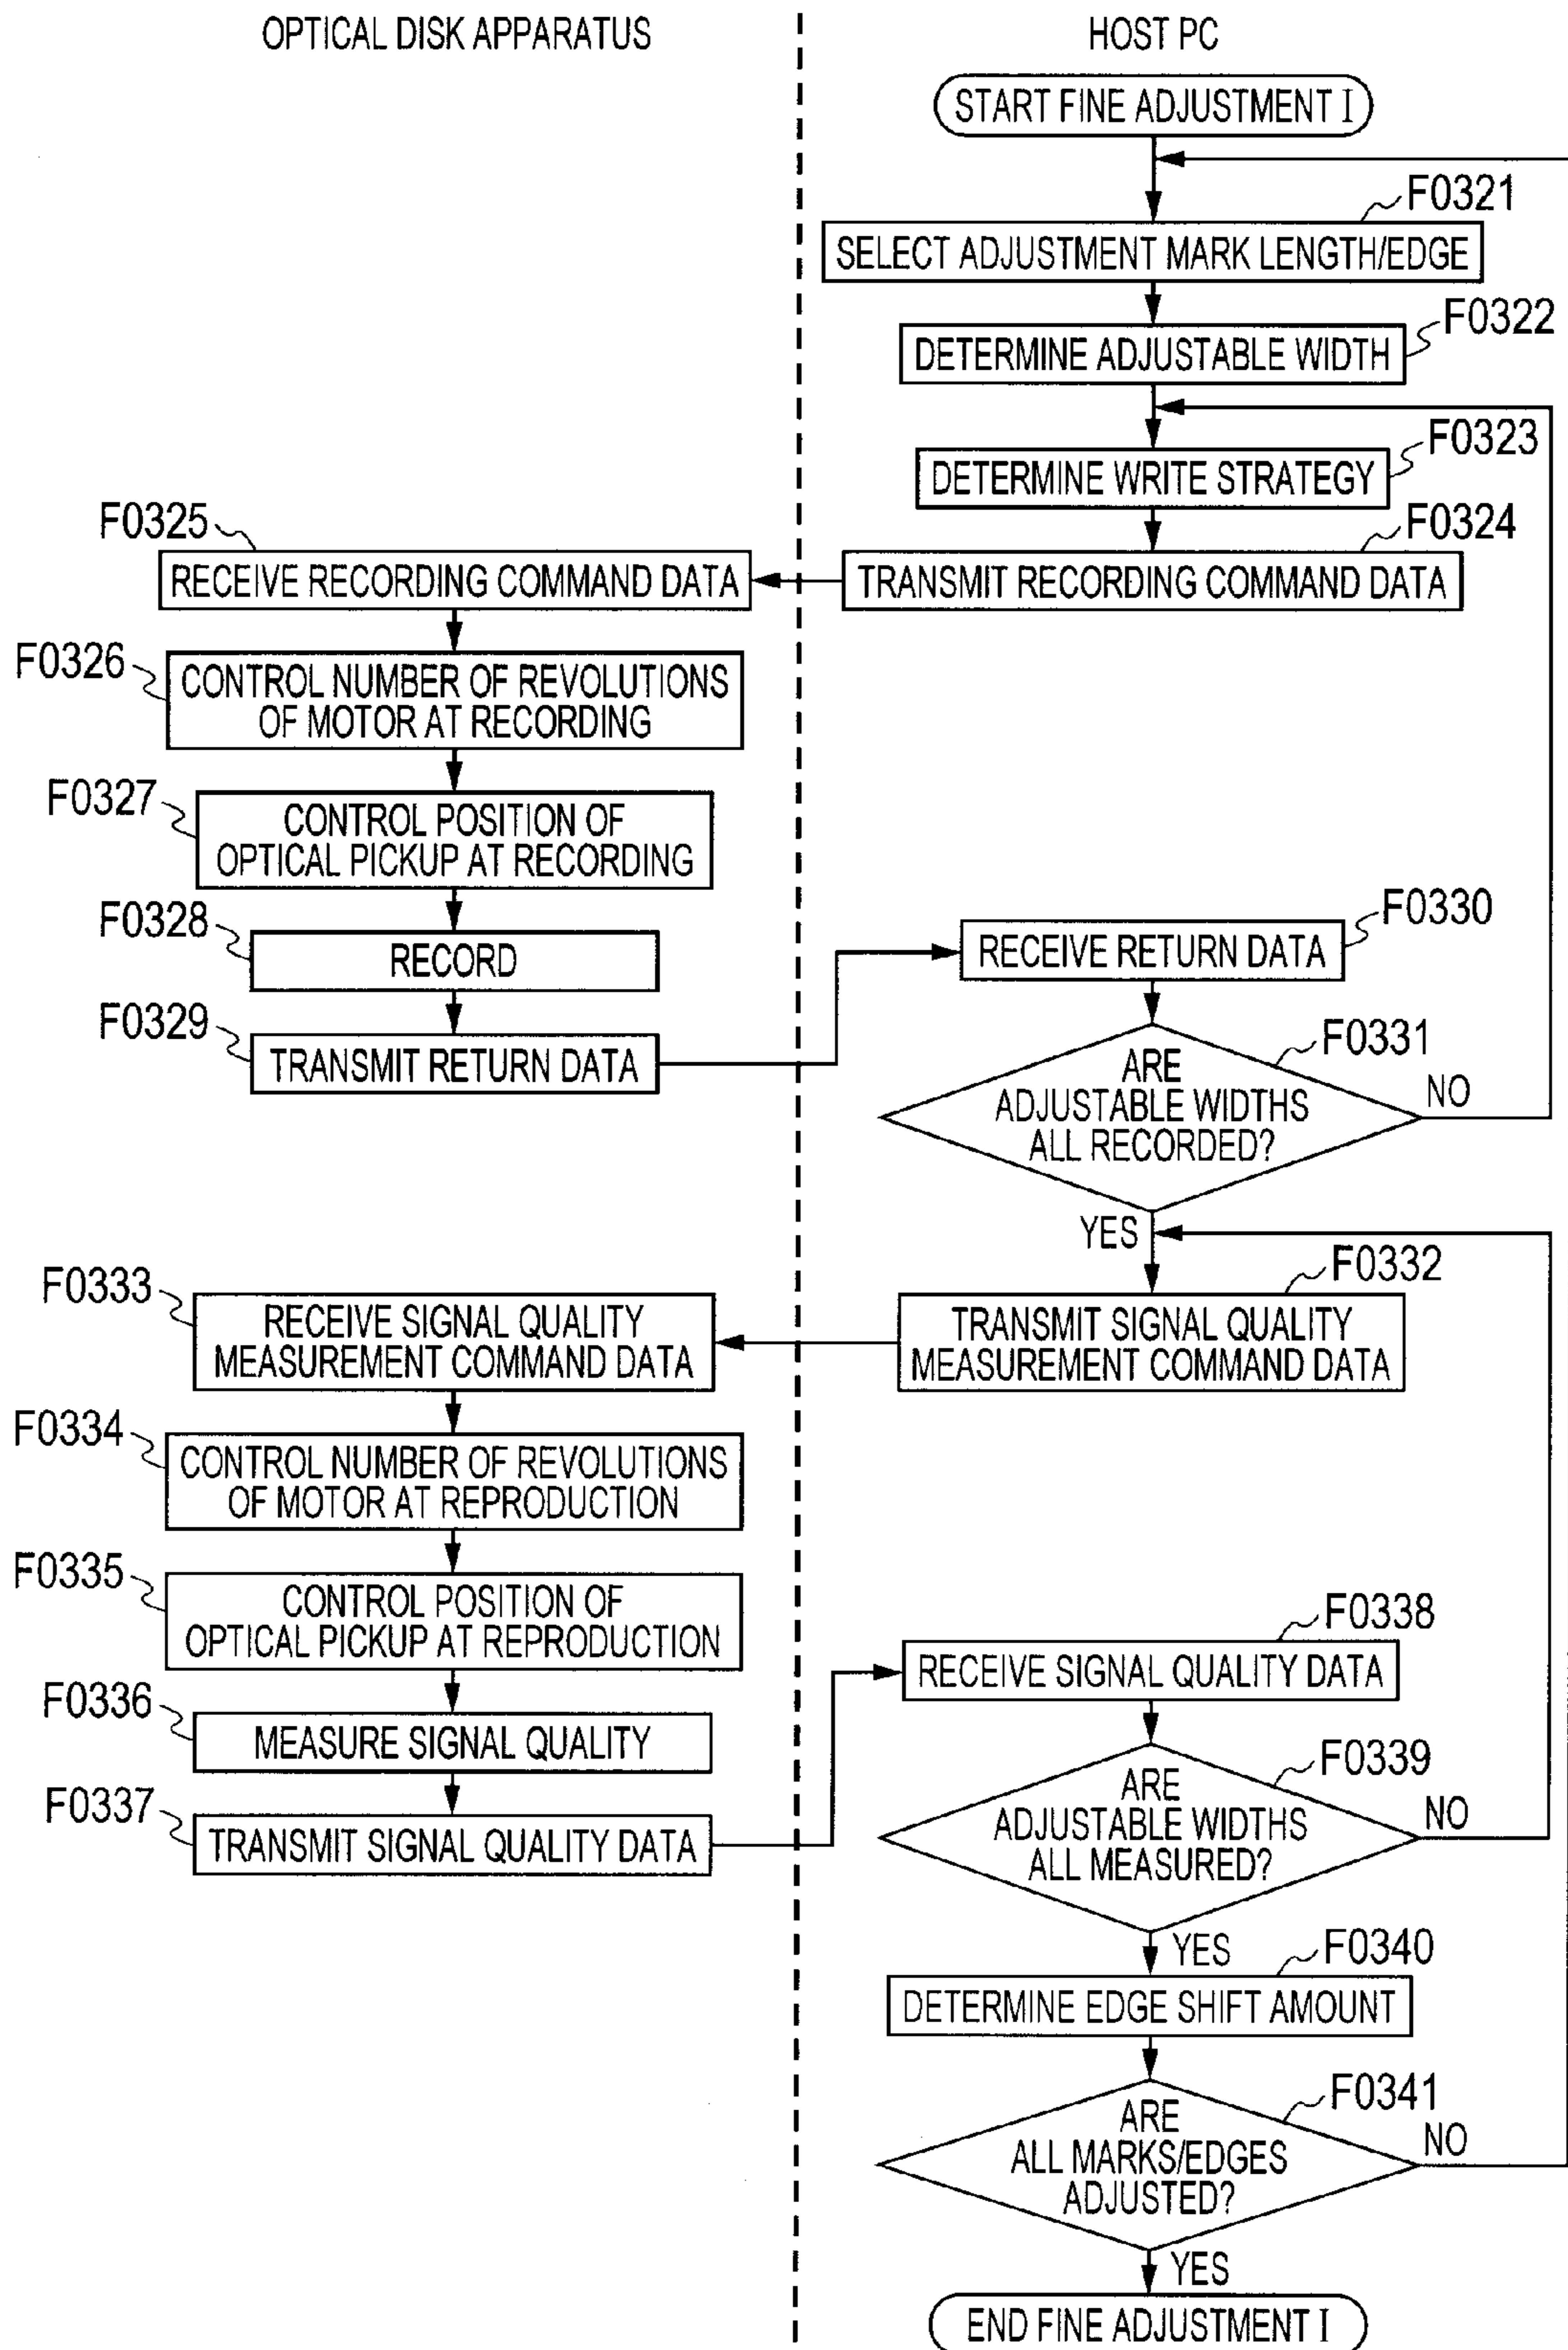 OPTICAL DISK APPARATUS
HOST PC
START FINE ADJUSTMENT I
F0321
SELECT ADJUSTMENT MARK LENGTH/EDGE
F0322
DETERMINE ADJUSTABLE WIDTH
F0323
DETERMINE WRITE STRATEGY
F0324
TRANSMIT RECORDING COMMAND DATA
F0325
RECEIVE RECORDING COMMAND DATA
F0326
CONTROL NUMBER OF REVOLUTIONS
OF MOTOR AT RECORDING
F0327
CONTROL POSITION OF
OPTICAL PICKUP AT RECORDING
F0328
RECORD
F0329
TRANSMIT RETURN DATA
F0330
RECEIVE RETURN DATA
F0331
ARE
ADJUSTABLE WIDTHS
ALL RECORDED?
NO
YES
F0332
TRANSMIT SIGNAL QUALITY
MEASUREMENT COMMAND DATA
F0333
RECEIVE SIGNAL QUALITY
MEASUREMENT COMMAND DATA
F0334
CONTROL NUMBER OF REVOLUTIONS
OF MOTOR AT REPRODUCTION
F0335
CONTROL POSITION OF
OPTICAL PICKUP AT REPRODUCTION
F0336
MEASURE SIGNAL QUALITY
F0337
TRANSMIT SIGNAL QUALITY DATA
F0338
RECEIVE SIGNAL QUALITY DATA
F0339
ARE
ADJUSTABLE WIDTHS
ALL MEASURED?
NO
YES
F0340
DETERMINE EDGE SHIFT AMOUNT
F0341
ARE
ALL MARKS/EDGES
ADJUSTED?
NO
YES
END FINE ADJUSTMENT I